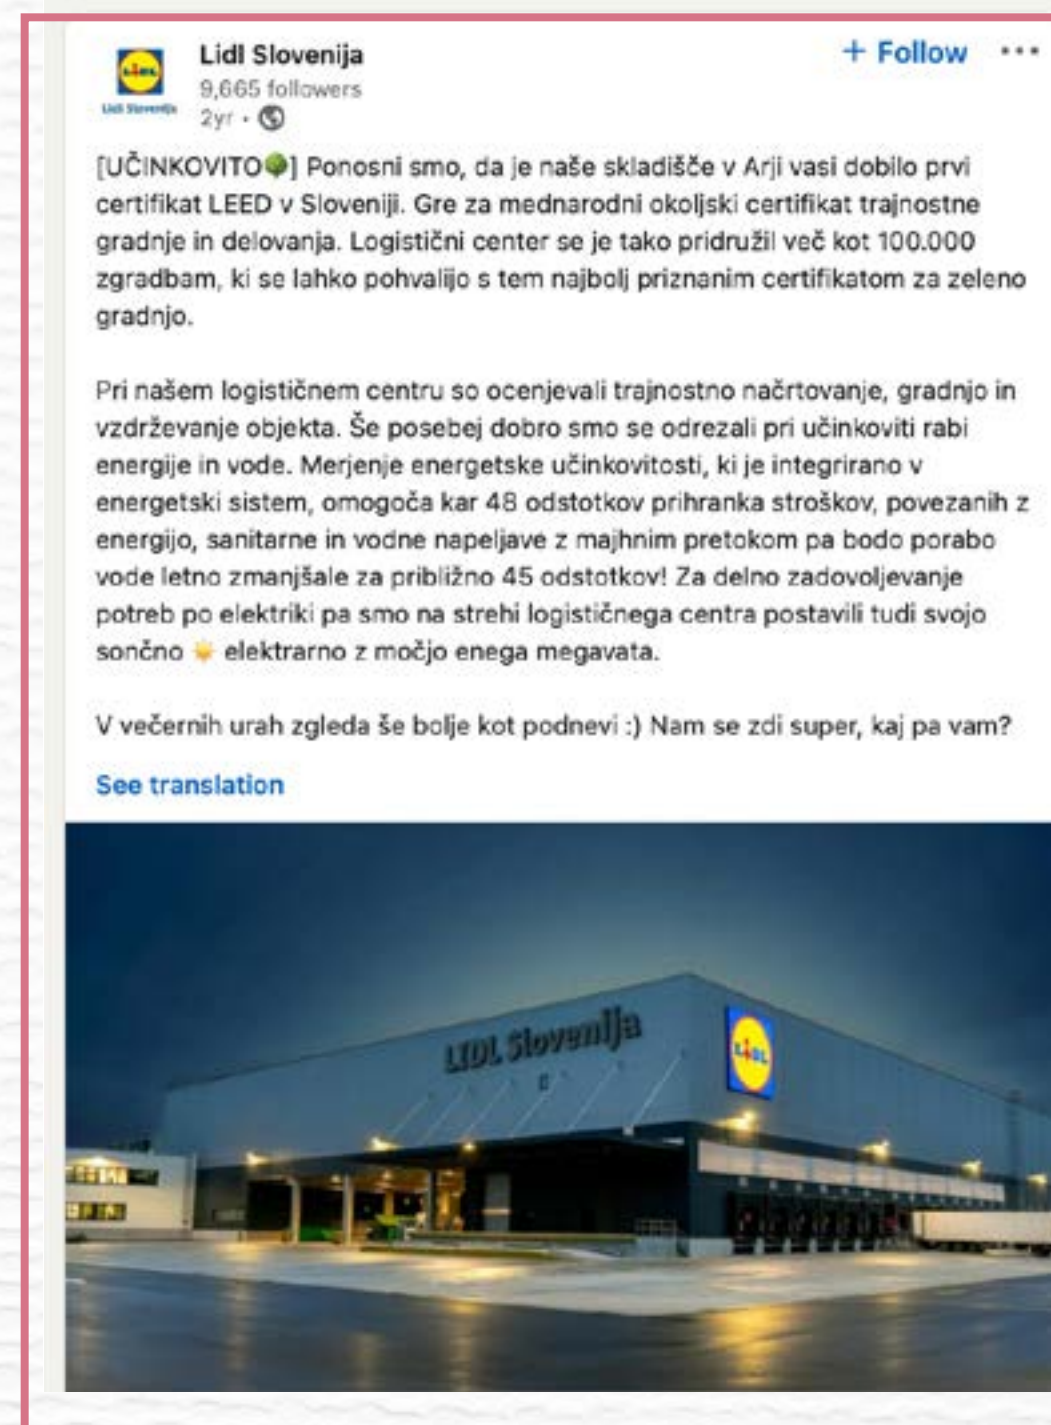 Lidl Slovenija
+ Follow ...
9,665 followers
Lidl Slovenija
2yr •
[UČINKOVITO🌳] Ponosni smo, da je naše skladišče v Arji vasi dobilo prvi
certifikat LEED v Sloveniji. Gre za mednarodni okoljski certifikat trajnostne
gradnje in delovanja. Logistični center se je tako pridružil več kot 100.000
zgradbam, ki se lahko pohvalijo s tem najbolj priznanim certifikatom za zeleno
gradnjo.
Pri našem logističnem centru so ocenjevali trajnostno načrtovanje, gradnjo in
vzdrževanje objekta. Še posebej dobro smo se odrezali pri učinkoviti rabi
energije in vode. Merjenje energetske učinkovitosti, ki je integrirano v
energetski sistem, omogoča kar 48 odstotkov prihranka stroškov, povezanih z
energijo, sanitarne in vodne napeljave z majhnim pretokom pa bodo porabo
vode letno zmanjšale za približno 45 odstotkov! Za delno zadovoljevanje
potreb po elektriki pa smo na strehi logističnega centra postavili tudi svojo
sončno ☀️ elektrarno z močjo enega megavata.
V večernih urah zgleda še bolje kot podnevi :) Nam se zdi super, kaj pa vam?
See translation
LIDL Slovenija
LIDL